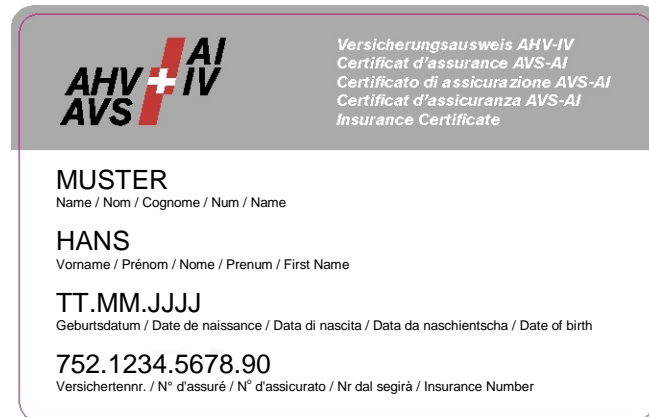 AHV AI
AVS IV
Versicherungsausweis AHV-IV
Certificat d'assurance AVS-AI
Certificato di assicurazione AVS-AI
Certificat d'assicuranza AVS-AI
Insurance Certificate
MUSTER
Name / Nom / Cognome / Num / Name
HANS
Vorname / Prénom / Nome / Prenum / First Name
TT.MM.JJJJ
Geburtsdatum / Date de naissance / Data di nascita / Data da naschientscha / Date of birth
752.1234.5678.90
Versichertennr. / N° d'assuré / N° d'assicurato / Nr dal segirà / Insurance Number